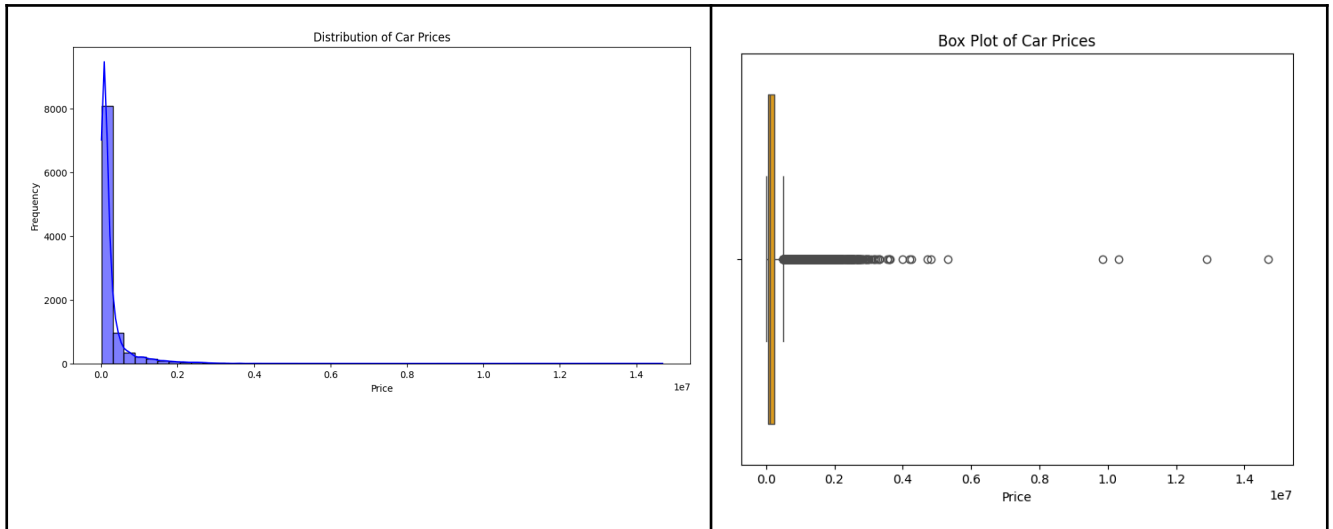 Distribution of Car Prices
8000
6000
4000
2000
0
Frequency
0.0 0.2 0.4 0.6 0.8 1.0 1.2 1.4
1e7
Price
Box Plot of Car Prices
0.0 0.2 0.4 0.6 0.8 1.0 1.2 1.4
1e7
Price